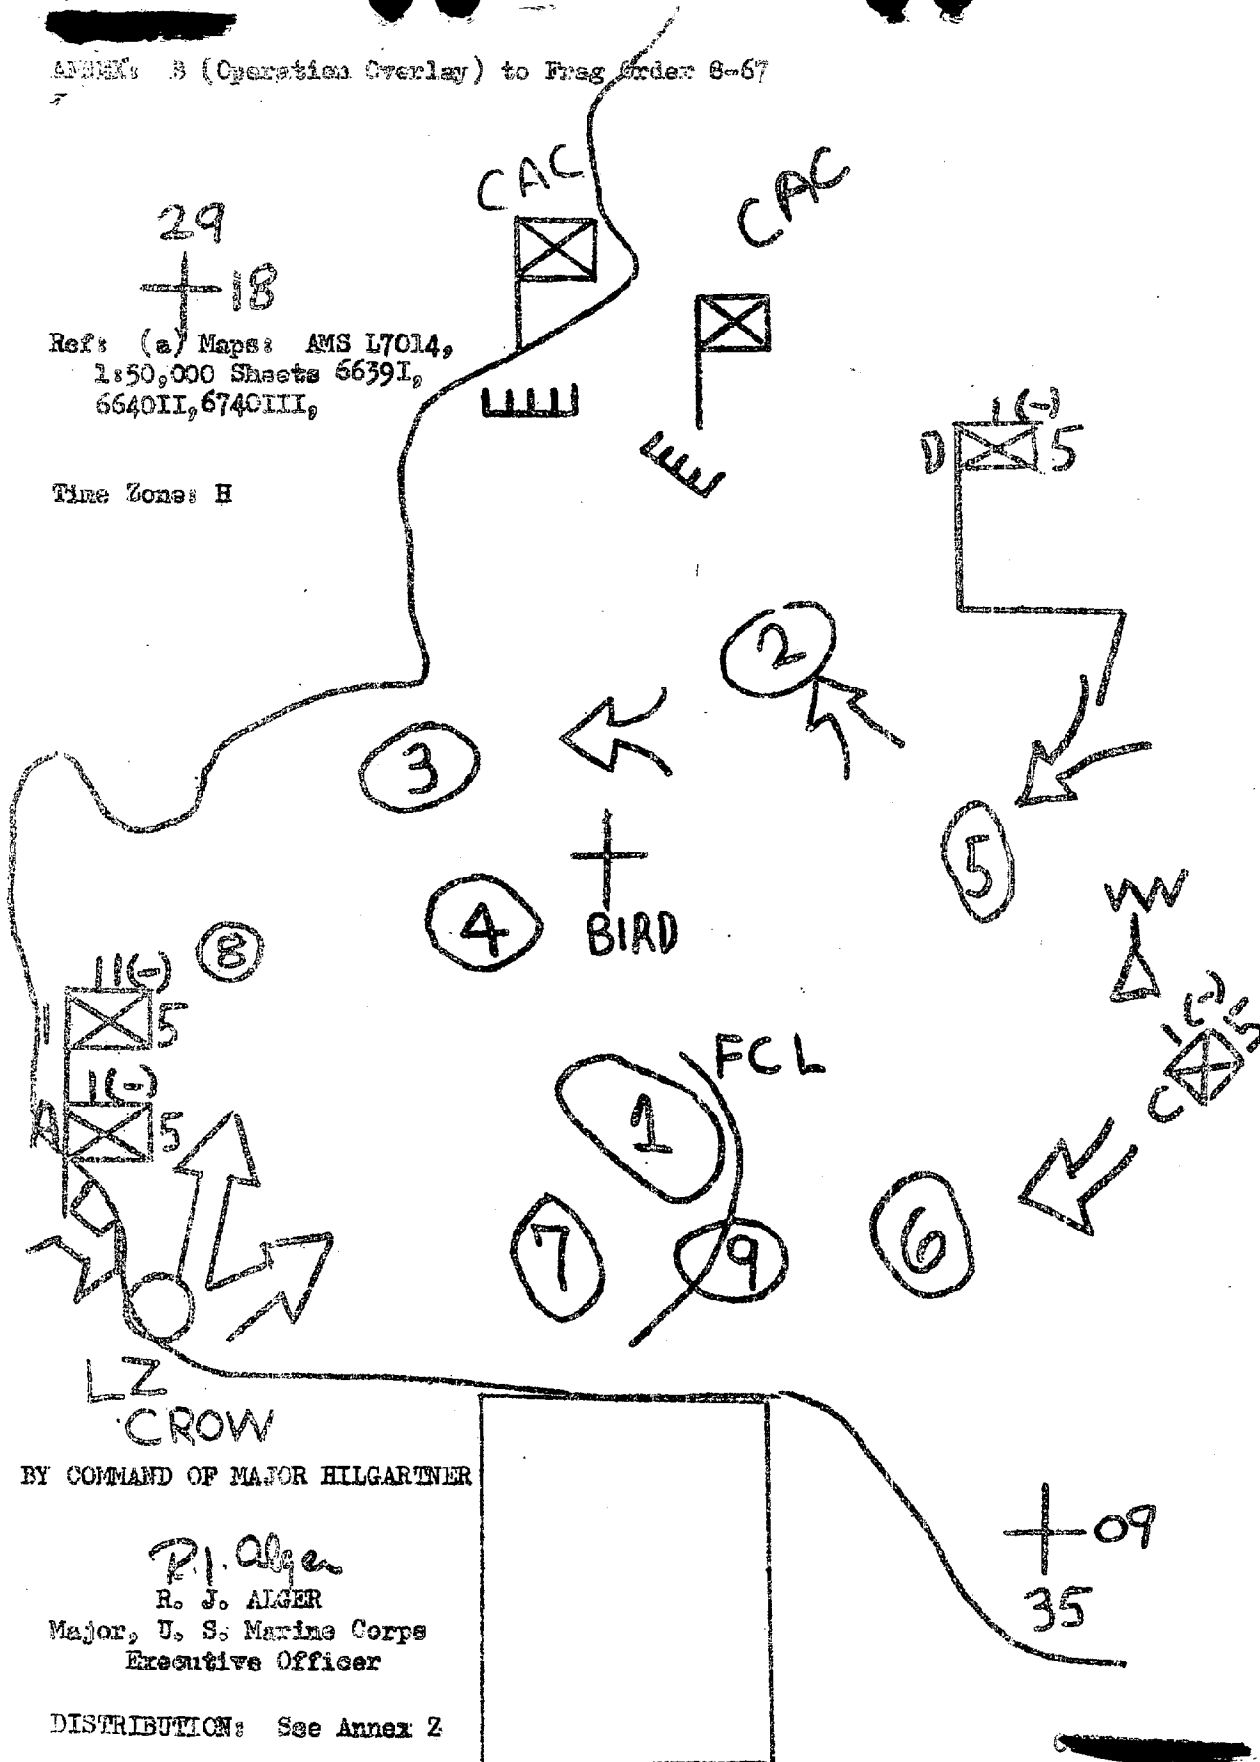 ANNEX: B (Operation Overlay) to Frag Order 8-67
CAC
CAC
29
18
Ref: (a) Maps: AMS L7014,
1:50,000 Sheets 6639I,
6640II, 6740III,
I(-)
D 5
Time Zone: H
2
3
5
4
BIRD
8
II(-)
1 5
I(-)
A 5
I(-)5
C
FCL
1
7
9
6
LZ
CROW
BY COMMAND OF MAJOR HILGARTNER
09
35
R. J. Alger
R. J. ALGER
Major, U. S. Marine Corps
Executive Officer
DISTRIBUTION: See Annex Z